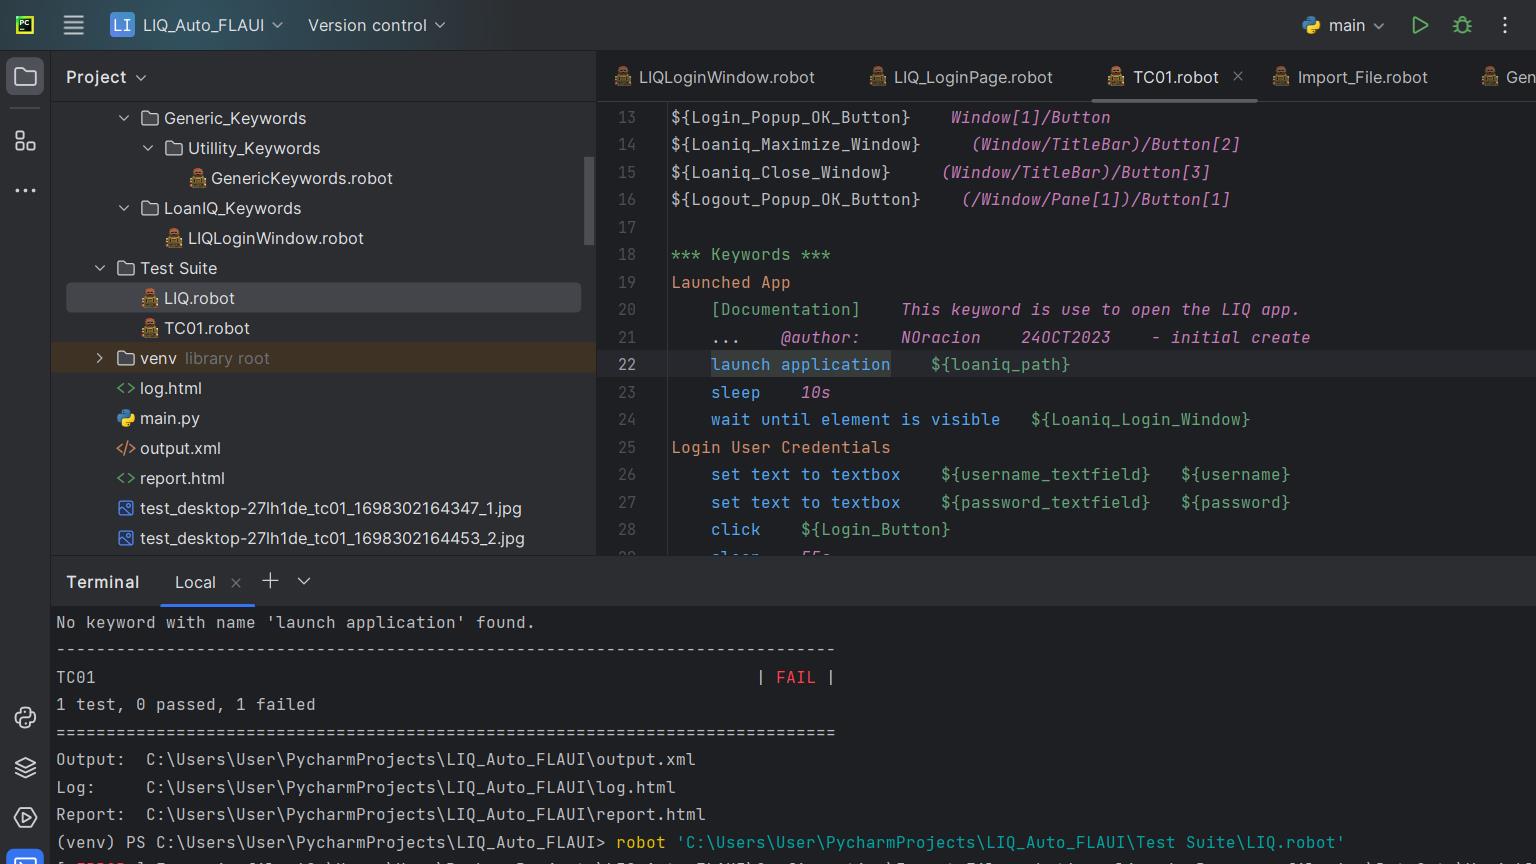 PC
LI LIQ_Auto_FLAUI Version control main
Project
Generic_Keywords
Utillity_Keywords
GenericKeywords.robot
LoanIQ_Keywords
LIQLoginWindow.robot
Test Suite
LIQ.robot
TC01.robot
venv library root
<> log.html
main.py
</> output.xml
<> report.html
test_desktop-27lh1de_tc01_1698302164347_1.jpg
test_desktop-27lh1de_tc01_1698302164453_2.jpg
LIQLoginWindow.robot LIQ_LoginPage.robot TC01.robot × Import_File.robot Gen
13 ${Login_Popup_OK_Button} Window[1]/Button
14 ${Loaniq_Maximize_Window} (Window/TitleBar)/Button[2]
15 ${Loaniq_Close_Window} (Window/TitleBar)/Button[3]
16 ${Logout_Popup_OK_Button} (/Window/Pane[1])/Button[1]
17
18 *** Keywords ***
19 Launched App
20 [Documentation] This keyword is use to open the LIQ app.
21 ... @author: NOracion 24OCT2023 - initial create
22 launch application ${loaniq_path}
23 sleep 10s
24 wait until element is visible ${Loaniq_Login_Window}
25 Login User Credentials
26 set text to textbox ${username_textfield} ${username}
27 set text to textbox ${password_textfield} ${password}
28 click ${Login_Button}
Terminal Local × +
No keyword with name 'launch application' found.
------------------------------------------------------------------------------
TC01 | FAIL |
1 test, 0 passed, 1 failed
==============================================================================
Output: C:\Users\User\PycharmProjects\LIQ_Auto_FLAUI\output.xml
Log: C:\Users\User\PycharmProjects\LIQ_Auto_FLAUI\log.html
Report: C:\Users\User\PycharmProjects\LIQ_Auto_FLAUI\report.html
(venv) PS C:\Users\User\PycharmProjects\LIQ_Auto_FLAUI> robot 'C:\Users\User\PycharmProjects\LIQ_Auto_FLAUI\Test Suite\LIQ.robot'